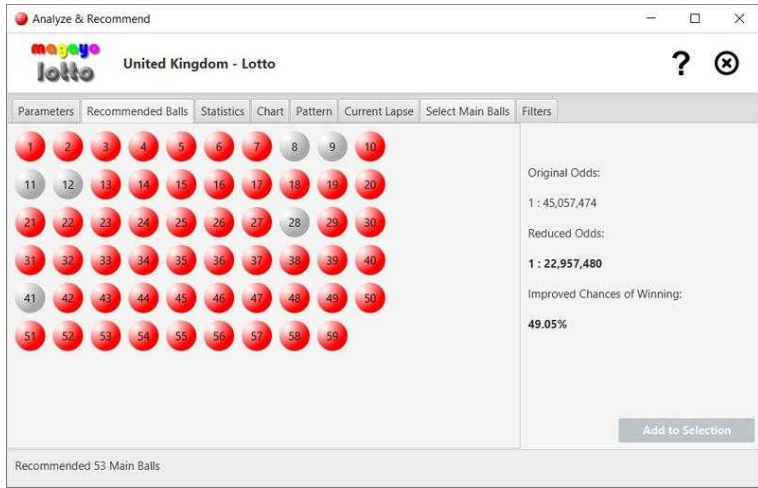 Analyze & Recommend
magayo
lotto
United Kingdom - Lotto
?
Parameters Recommended Balls Statistics Chart Pattern Current Lapse Select Main Balls Filters
1 2 3 4 5 6 7 8 9 10
11 12 13 14 15 16 17 18 19 20
21 22 23 24 25 26 27 28 29 30
31 32 33 34 35 36 37 38 39 40
41 42 43 44 45 46 47 48 49 50
51 52 53 54 55 56 57 58 59
Original Odds:
1 : 45,057,474
Reduced Odds:
1 : 22,957,480
Improved Chances of Winning:
49.05%
Add to Selection
Recommended 53 Main Balls